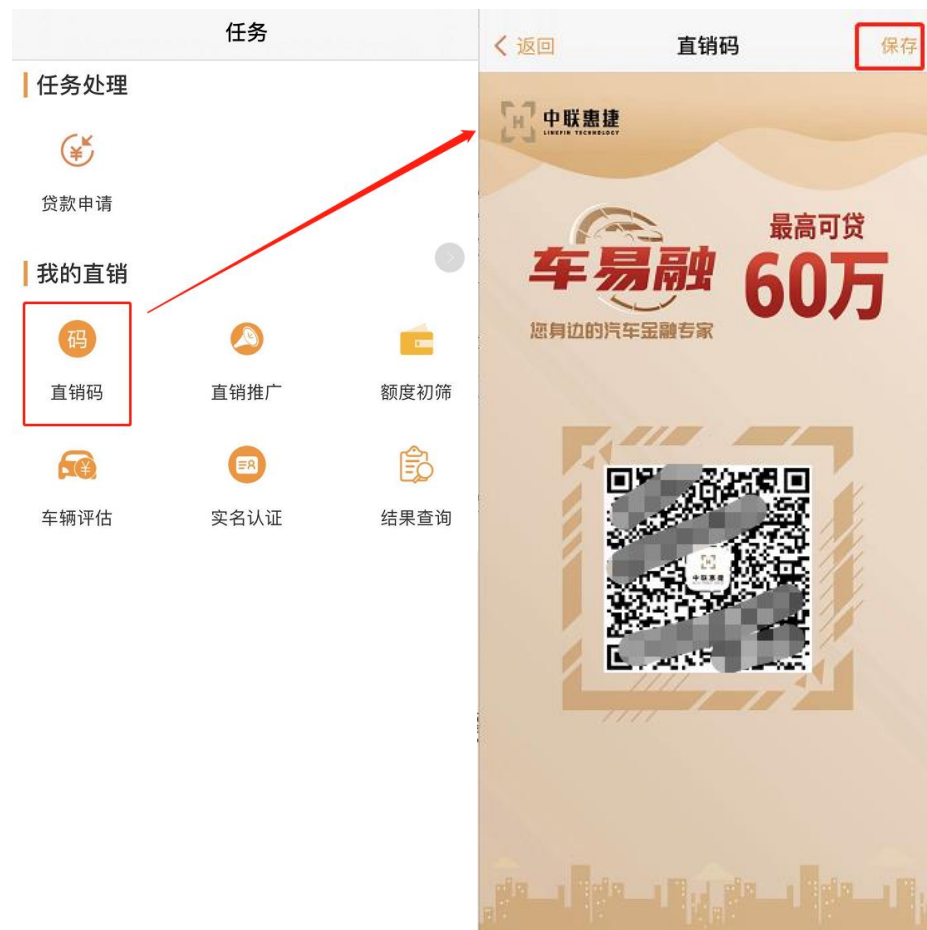 任务
任务处理
贷款申请
我的直销
码
直销码
直销推广
额度初筛
车辆评估
实名认证
结果查询
返回
直销码
保存
中联惠捷
LINKFIN TECHNOLOGY
车易融
您身边的汽车金融专家
最高可贷
60万
中联惠捷